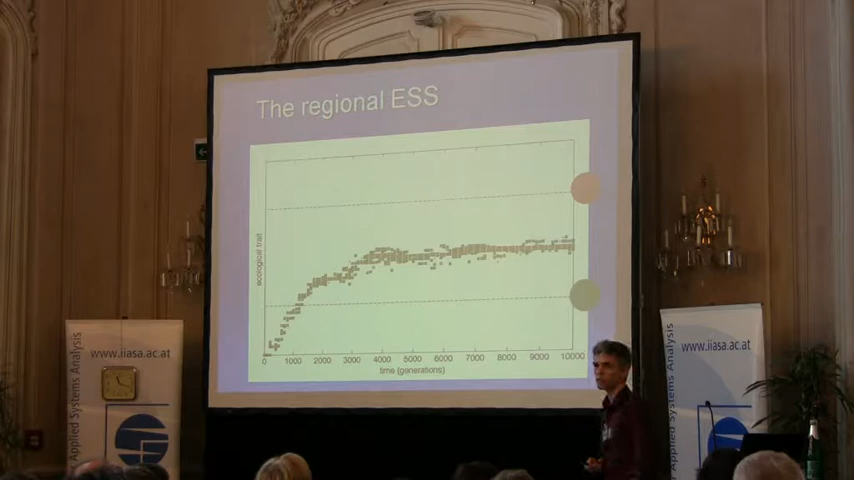 The regional ESS
ecological trait
0 1000 2000 3000 4000 5000 6000 7000 8000 9000 10000
time (generations)
www.iiasa.ac.at
Applied Systems Analysis
www.iiasa.ac.at
Applied Systems Analysis